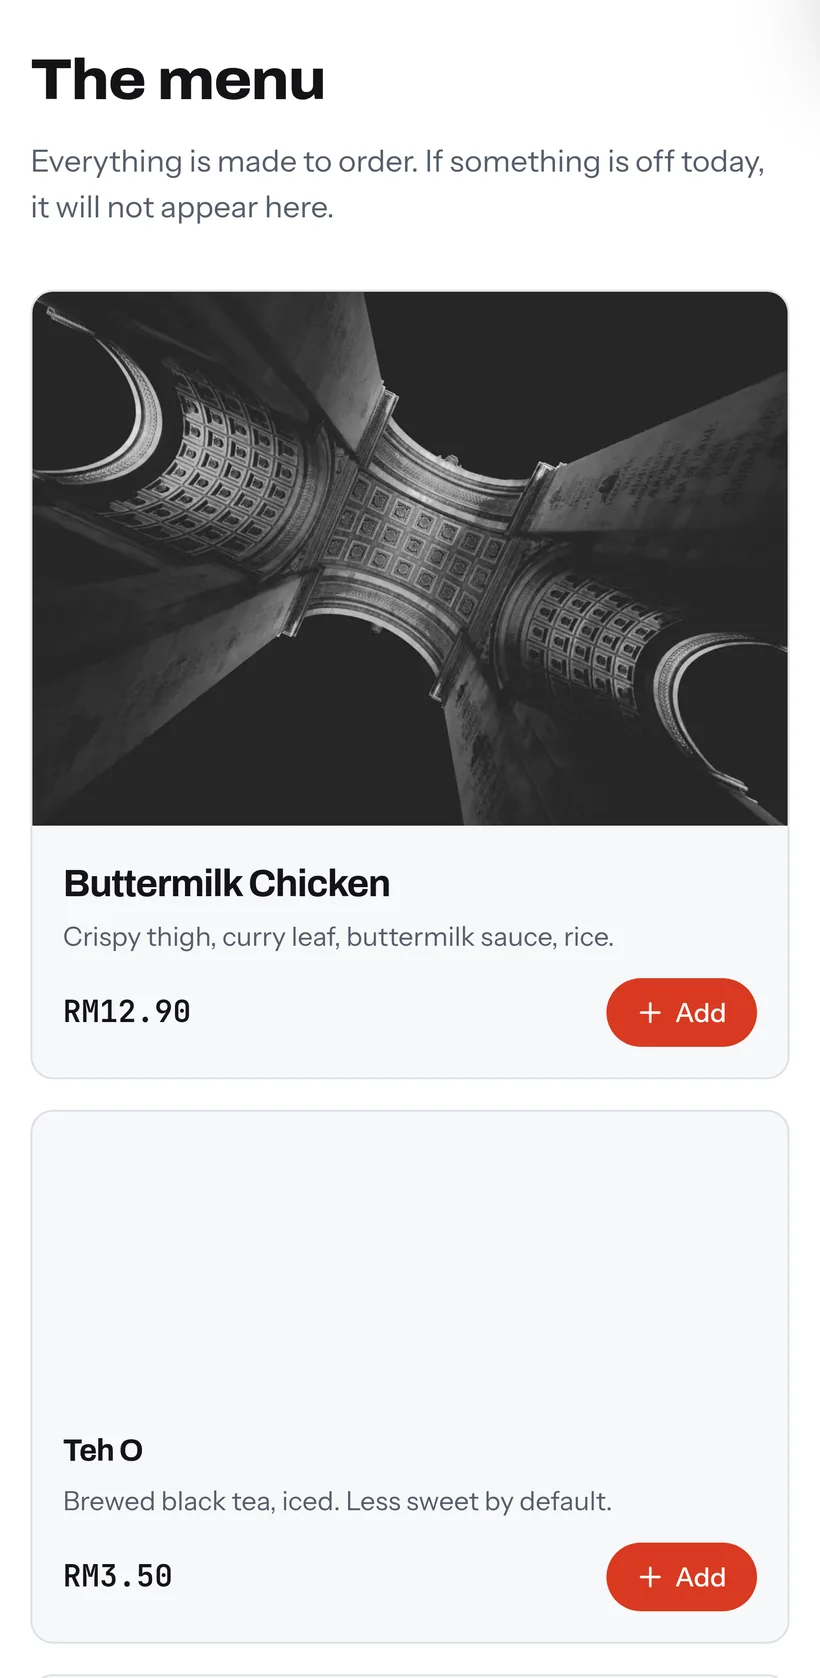 The menu
Everything is made to order. If something is off today,
it will not appear here.
Buttermilk Chicken
Crispy thigh, curry leaf, buttermilk sauce, rice.
RM12.90
+ Add
Teh O
Brewed black tea, iced. Less sweet by default.
RM3.50
+ Add